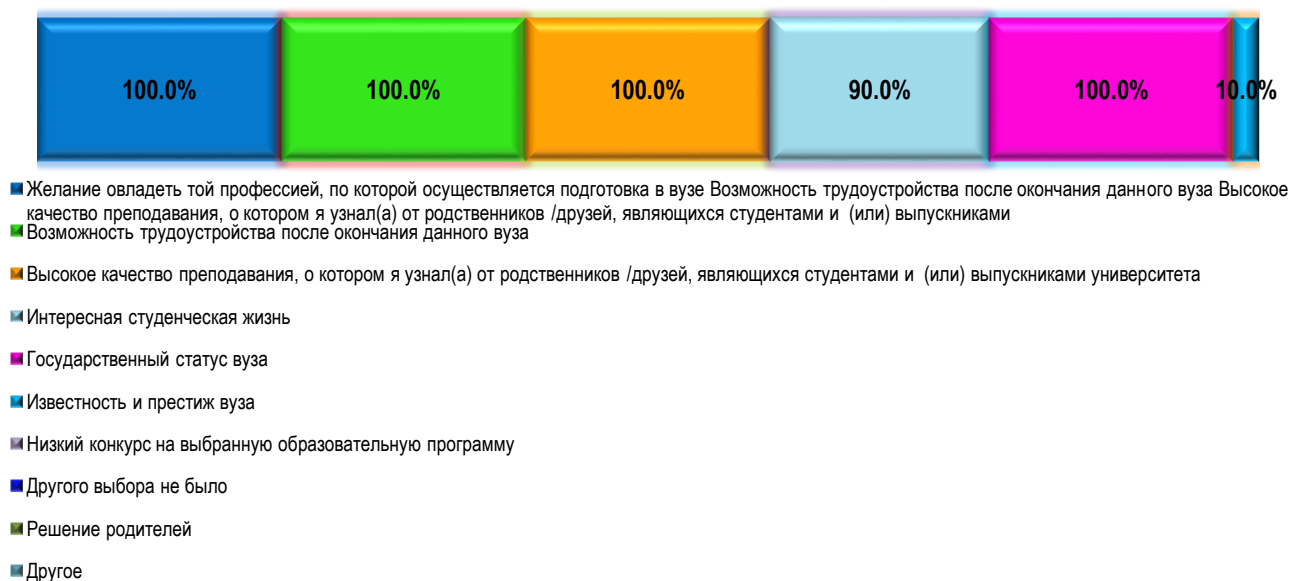 100.0% 100.0% 100.0% 90.0% 100.0% 10.0%
Желание овладеть той профессией, по которой осуществляется подготовка в вузе Возможность трудоустройства после окончания данного вуза Высокое
качество преподавания, о котором я узнал(а) от родственников /друзей, являющихся студентами и (или) выпускниками
Возможность трудоустройства после окончания данного вуза
Высокое качество преподавания, о котором я узнал(а) от родственников /друзей, являющихся студентами и (или) выпускниками университета
Интересная студенческая жизнь
Государственный статус вуза
Известность и престиж вуза
Низкий конкурс на выбранную образовательную программу
Другого выбора не было
Решение родителей
Другое